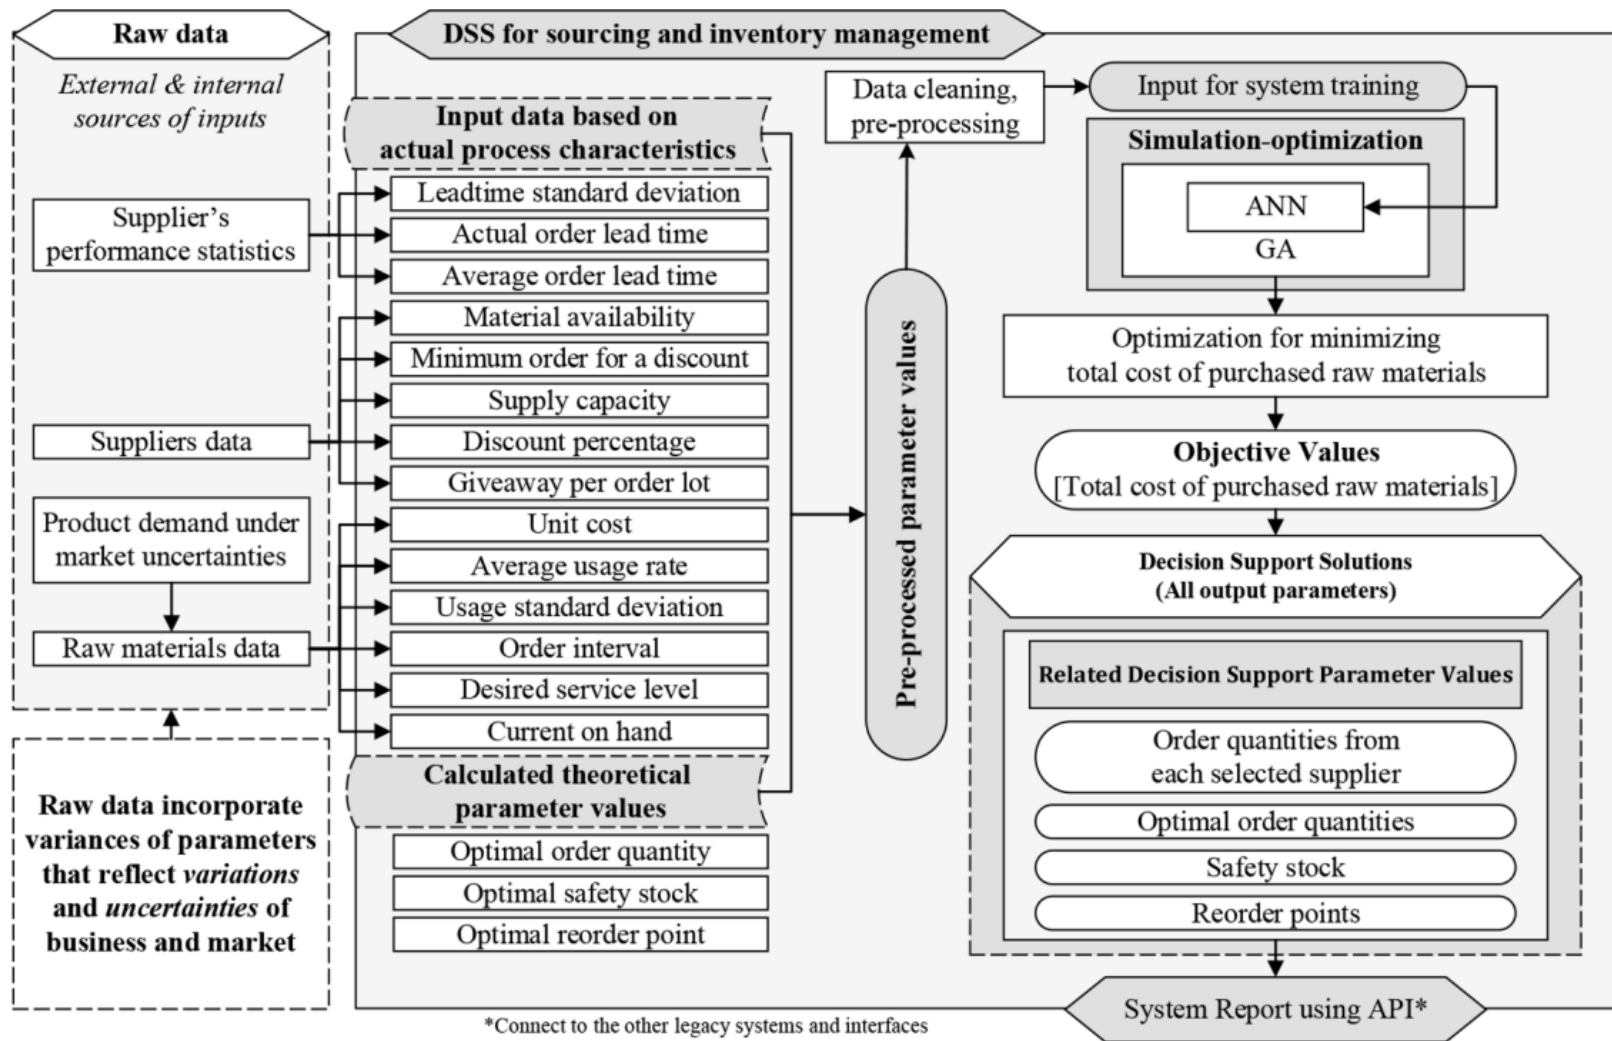 Raw data
External & internal
sources of inputs
Supplier's
performance statistics
Suppliers data
Product demand under
market uncertainties
Raw materials data
Raw data incorporate
variances of parameters
that reflect variations
and uncertainties of
business and market
DSS for sourcing and inventory management
Input data based on
actual process characteristics
Leadtime standard deviation
Actual order lead time
Average order lead time
Material availability
Minimum order for a discount
Supply capacity
Discount percentage
Giveaway per order lot
Unit cost
Average usage rate
Usage standard deviation
Order interval
Desired service level
Current on hand
Calculated theoretical
parameter values
Optimal order quantity
Optimal safety stock
Optimal reorder point
Pre-processed parameter values
Data cleaning,
pre-processing
Input for system training
Simulation-optimization
ANN
GA
Optimization for minimizing
total cost of purchased raw materials
Objective Values
[Total cost of purchased raw materials]
Decision Support Solutions
(All output parameters)
Related Decision Support Parameter Values
Order quantities from
each selected supplier
Optimal order quantities
Safety stock
Reorder points
System Report using API*
*Connect to the other legacy systems and interfaces